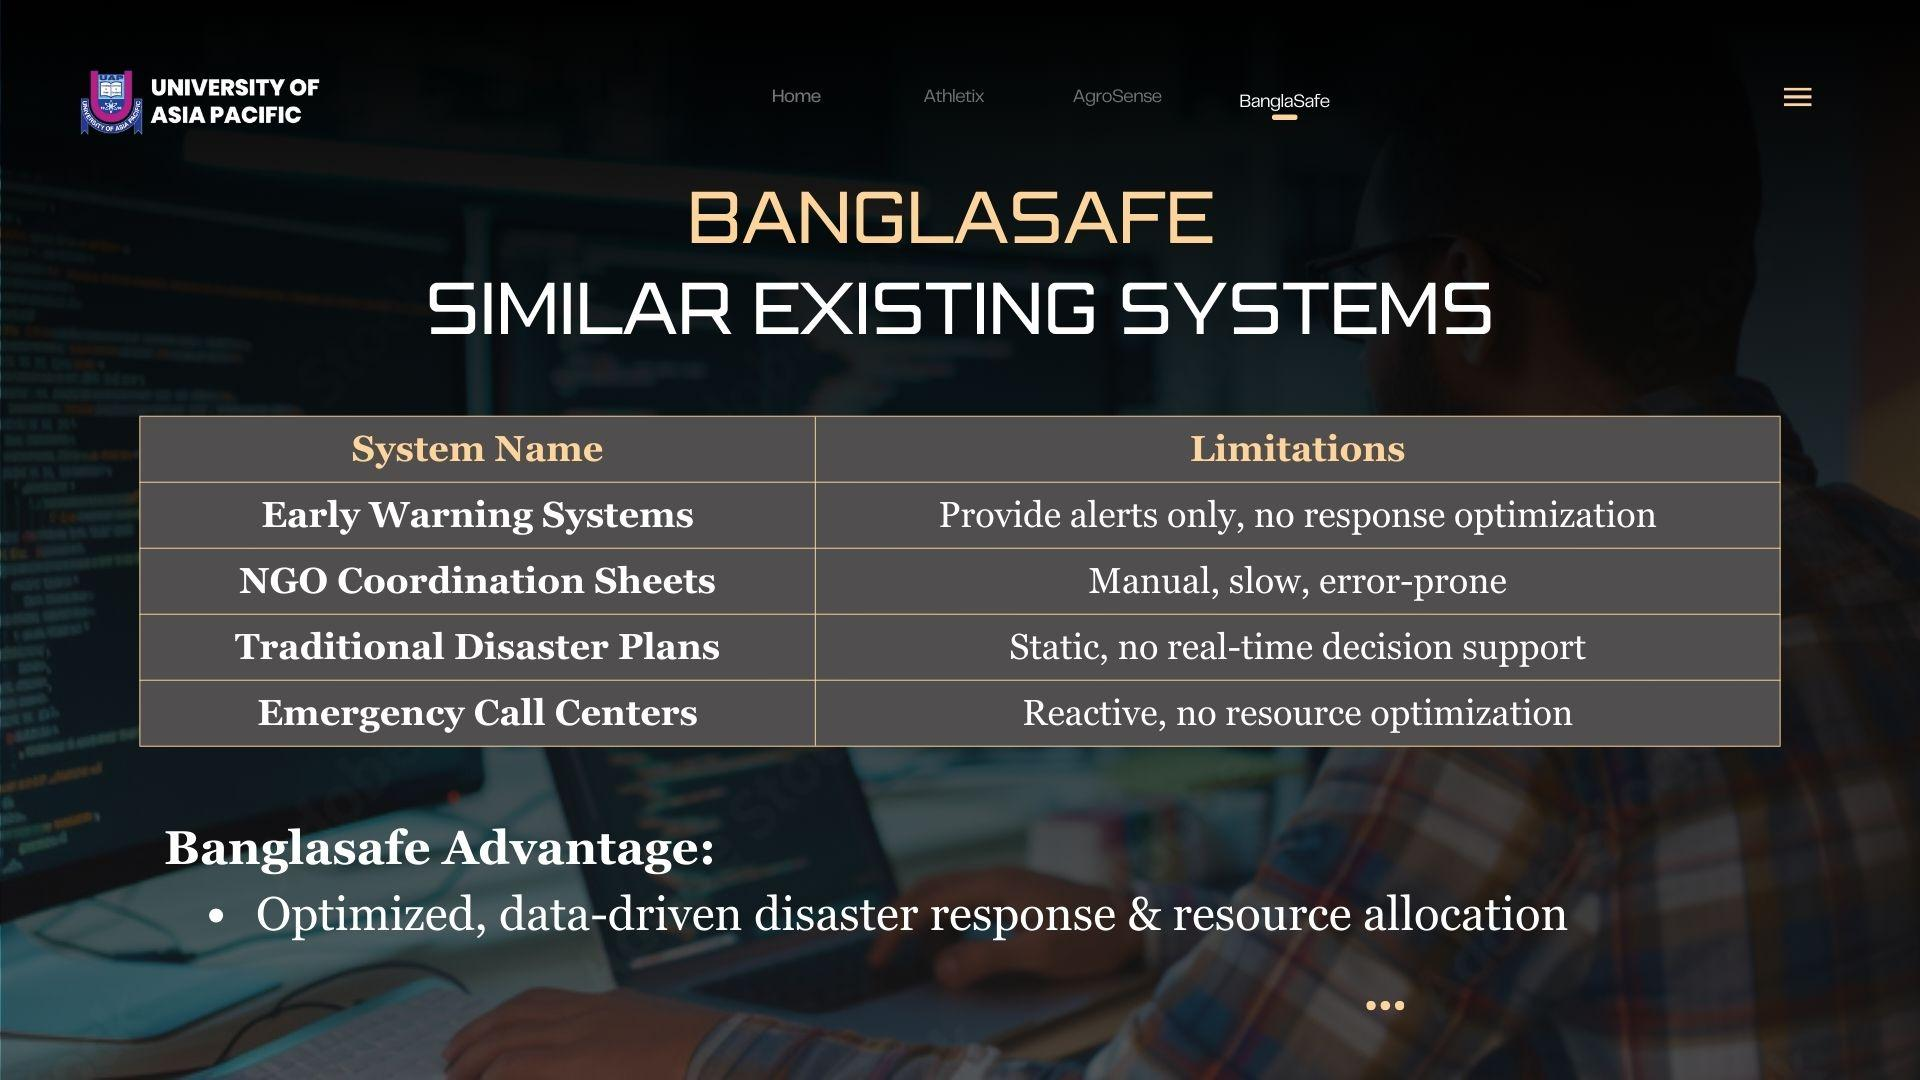 UNIVERSITY OF
ASIA PACIFIC
Home Athletix AgroSense BanglaSafe
BANGLASAFE
SIMILAR EXISTING SYSTEMS
System Name Limitations
Early Warning Systems Provide alerts only, no response optimization
NGO Coordination Sheets Manual, slow, error-prone
Traditional Disaster Plans Static, no real-time decision support
Emergency Call Centers Reactive, no resource optimization
Banglasafe Advantage:
• Optimized, data-driven disaster response & resource allocation